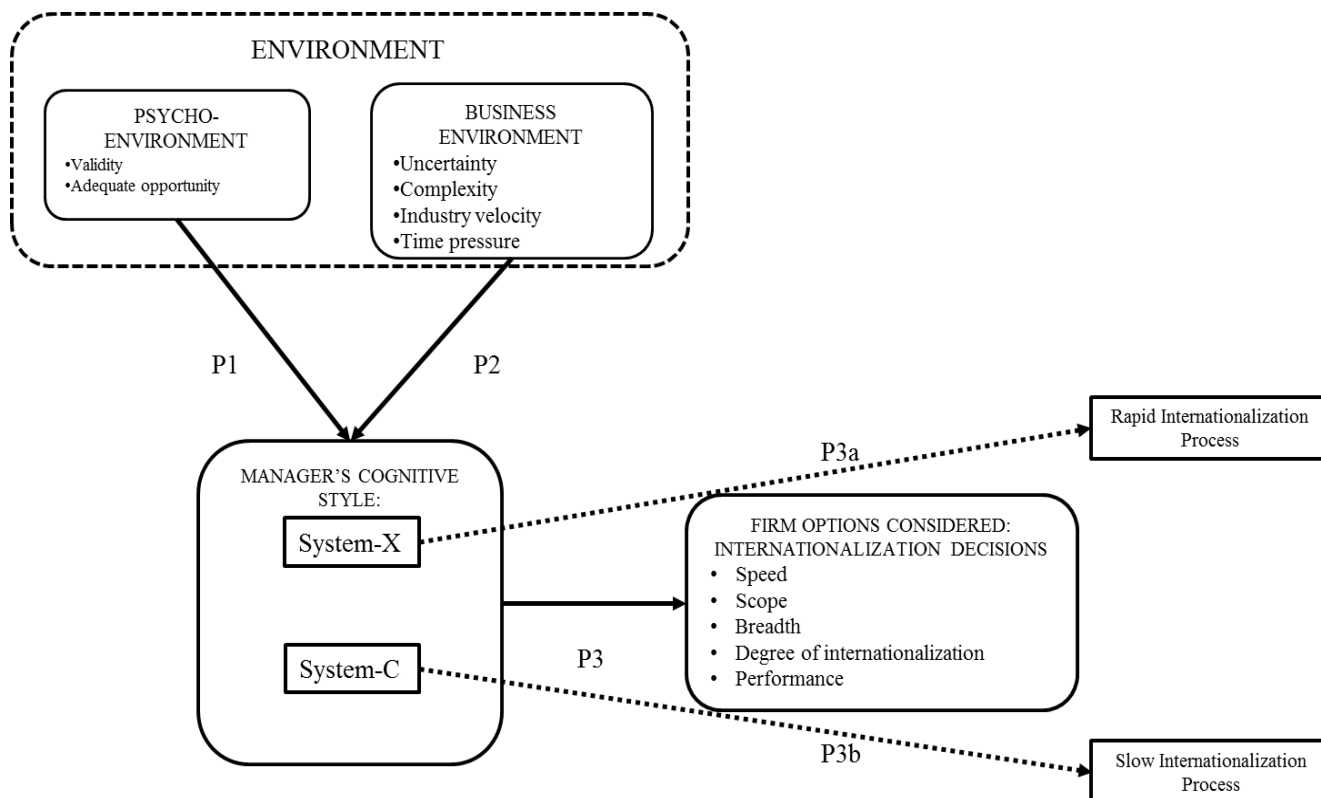 ENVIRONMENT
PSYCHO-
ENVIRONMENT
•Validity
•Adequate opportunity
BUSINESS
ENVIRONMENT
•Uncertainty
•Complexity
•Industry velocity
•Time pressure
P1
P2
MANAGER’S COGNITIVE
STYLE:
System-X
System-C
P3a
P3
P3b
FIRM OPTIONS CONSIDERED:
INTERNATIONALIZATION DECISIONS
• Speed
• Scope
• Breadth
• Degree of internationalization
• Performance
Rapid Internationalization
Process
Slow Internationalization
Process